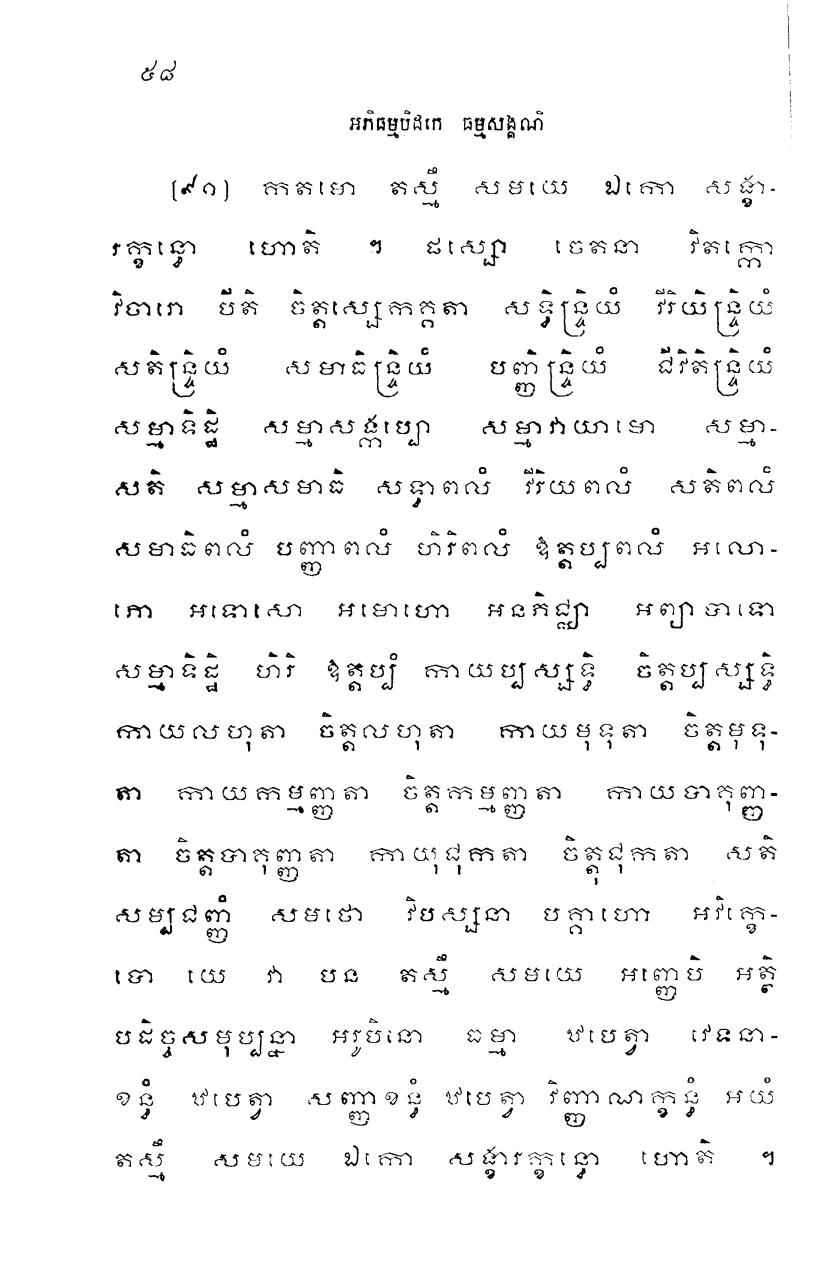 ៥៨
អភិធម្មបិដកេ ធម្មសង្គណី
[៩១] កតមោ តស្មឹ សមយេ ឯកោ សង្ខា-
រក្ខន្ធោ ហោតិ ។ ផស្សោ ចេតនា វិតក្កោ
វិចារោ បីតិ ចិត្តស្សេកគ្គតា សទ្ធិន្ទ្រិយំ វីរិយិន្ទ្រិយំ
សតិន្ទ្រិយំ សមាធិន្ទ្រិយំ បញ្ញិន្ទ្រិយំ ជីវិតិន្ទ្រិយំ
សម្មាទិដ្ឋិ សម្មាសង្កប្បោ សម្មាវាយាមោ សម្មា-
សតិ សម្មាសមាធិ សទ្ធាពលំ វីរិយពលំ សតិពលំ
សមាធិពលំ បញ្ញាពលំ ហិរិពលំ ឱត្តប្បពលំ អលោ-
ភោ អទោសោ អមោហោ អនភិជ្ឈា អព្យាបាទោ
សម្មាទិដ្ឋិ ហិរិ ឱត្តប្បំ កាយប្បស្សទ្ធិ ចិត្តប្បស្សទ្ធិ
កាយលហុតា ចិត្តលហុតា កាយមុទុតា ចិត្តមុទុ-
តា កាយកម្មញ្ញតា ចិត្តកម្មញ្ញតា កាយបាគុញ្ញ-
តា ចិត្តបាគុញ្ញតា កាយុជុកតា ចិត្តុជុកតា សតិ
សម្បជញ្ញំ សមថោ វិបស្សនា បគ្គាហោ អវិក្ខេ-
បោ យេ វា បន តស្មឹ សមយេ អញ្ញេបិ អត្ថិ
បដិច្ចសមុប្បន្នា អរូបិនោ ធម្មា ឋបេត្វា វេទនា-
ខន្ធំ ឋបេត្វា សញ្ញាខន្ធំ ឋបេត្វា វិញ្ញាណក្ខន្ធំ អយំ
តស្មឹ សមយេ ឯកោ សង្ខារក្ខន្ធោ ហោតិ ។